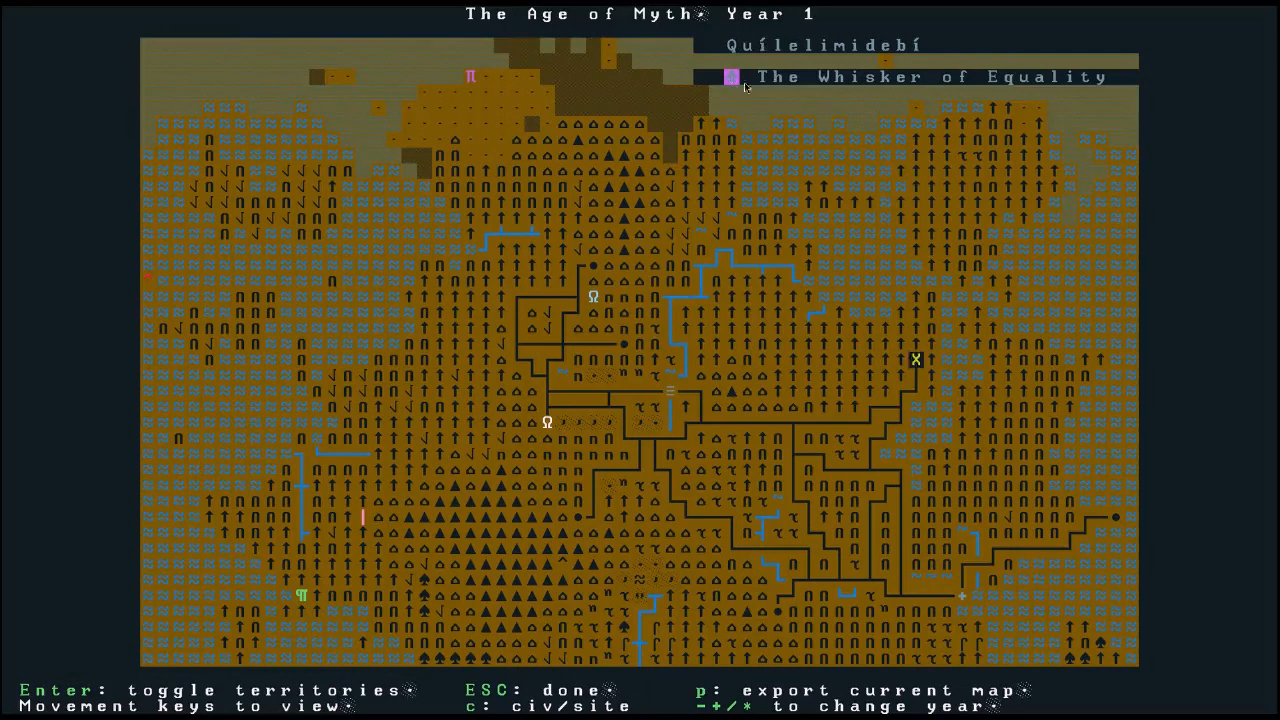 The Age of Myth Year 1
Quílelimidebí
The Whisker of Equality
Enter: toggle territories ESC: done p: export current map
Movement keys to view c: civ/site -+/* to change year